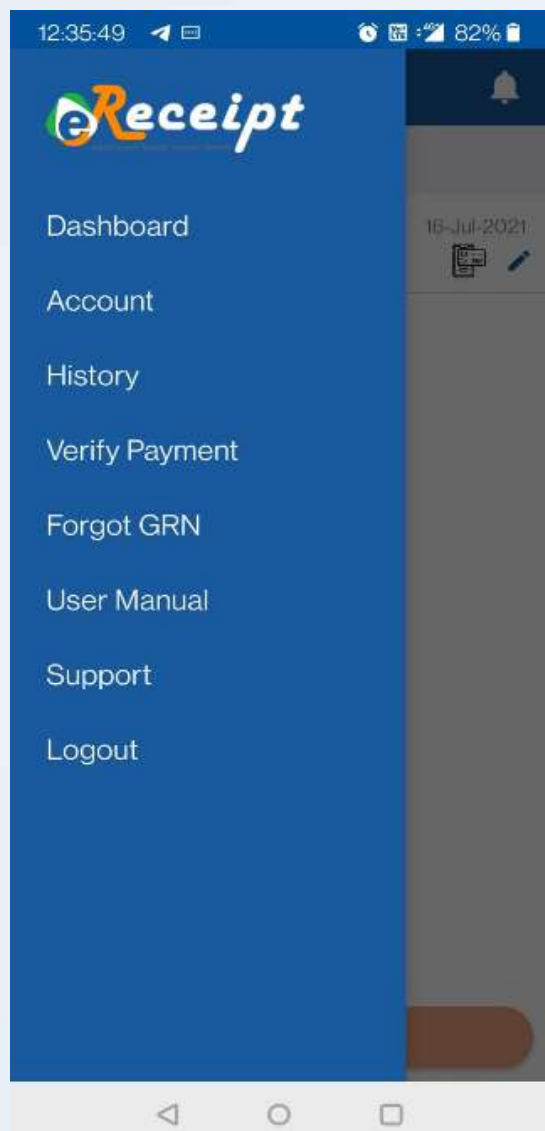 12:35:49 82%
eReceipt
Dashboard
16-Jul-2021
Account
History
Verify Payment
Forgot GRN
User Manual
Support
Logout